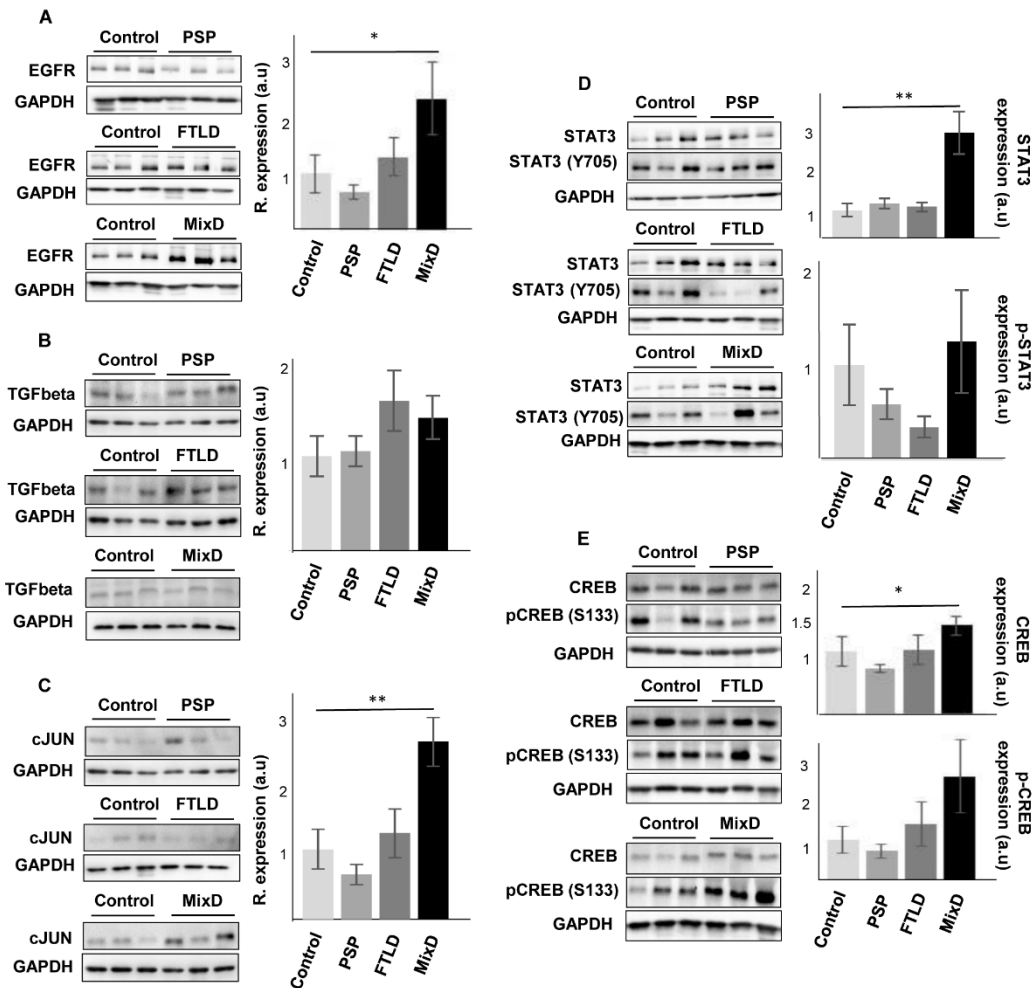 A
Control PSP
EGFR
GAPDH
Control FTLD
EGFR
GAPDH
Control MixD
EGFR
GAPDH
R. expression (a.u)
3
2
1
*
Control PSP FTLD MixD
B
Control PSP
TGFbeta
GAPDH
Control FTLD
TGFbeta
GAPDH
Control MixD
TGFbeta
GAPDH
R. expression (a.u)
2
1
Control PSP FTLD MixD
C
Control PSP
cJUN
GAPDH
Control FTLD
cJUN
GAPDH
Control MixD
cJUN
GAPDH
R. expression (a.u)
3
2
1
**
Control PSP FTLD MixD
D
Control PSP
STAT3
STAT3 (Y705)
GAPDH
Control FTLD
STAT3
STAT3 (Y705)
GAPDH
Control MixD
STAT3
STAT3 (Y705)
GAPDH
3
2
1
**
STAT3
expression (a.u)
2
1
p-STAT3
expression (a.u)
Control PSP FTLD MixD
E
Control PSP
CREB
pCREB (S133)
GAPDH
Control FTLD
CREB
pCREB (S133)
GAPDH
Control MixD
CREB
pCREB (S133)
GAPDH
2
1.5
1
*
CREB
expression (a.u)
3
2
1
p-CREB
expression (a.u)
Control PSP FTLD MixD